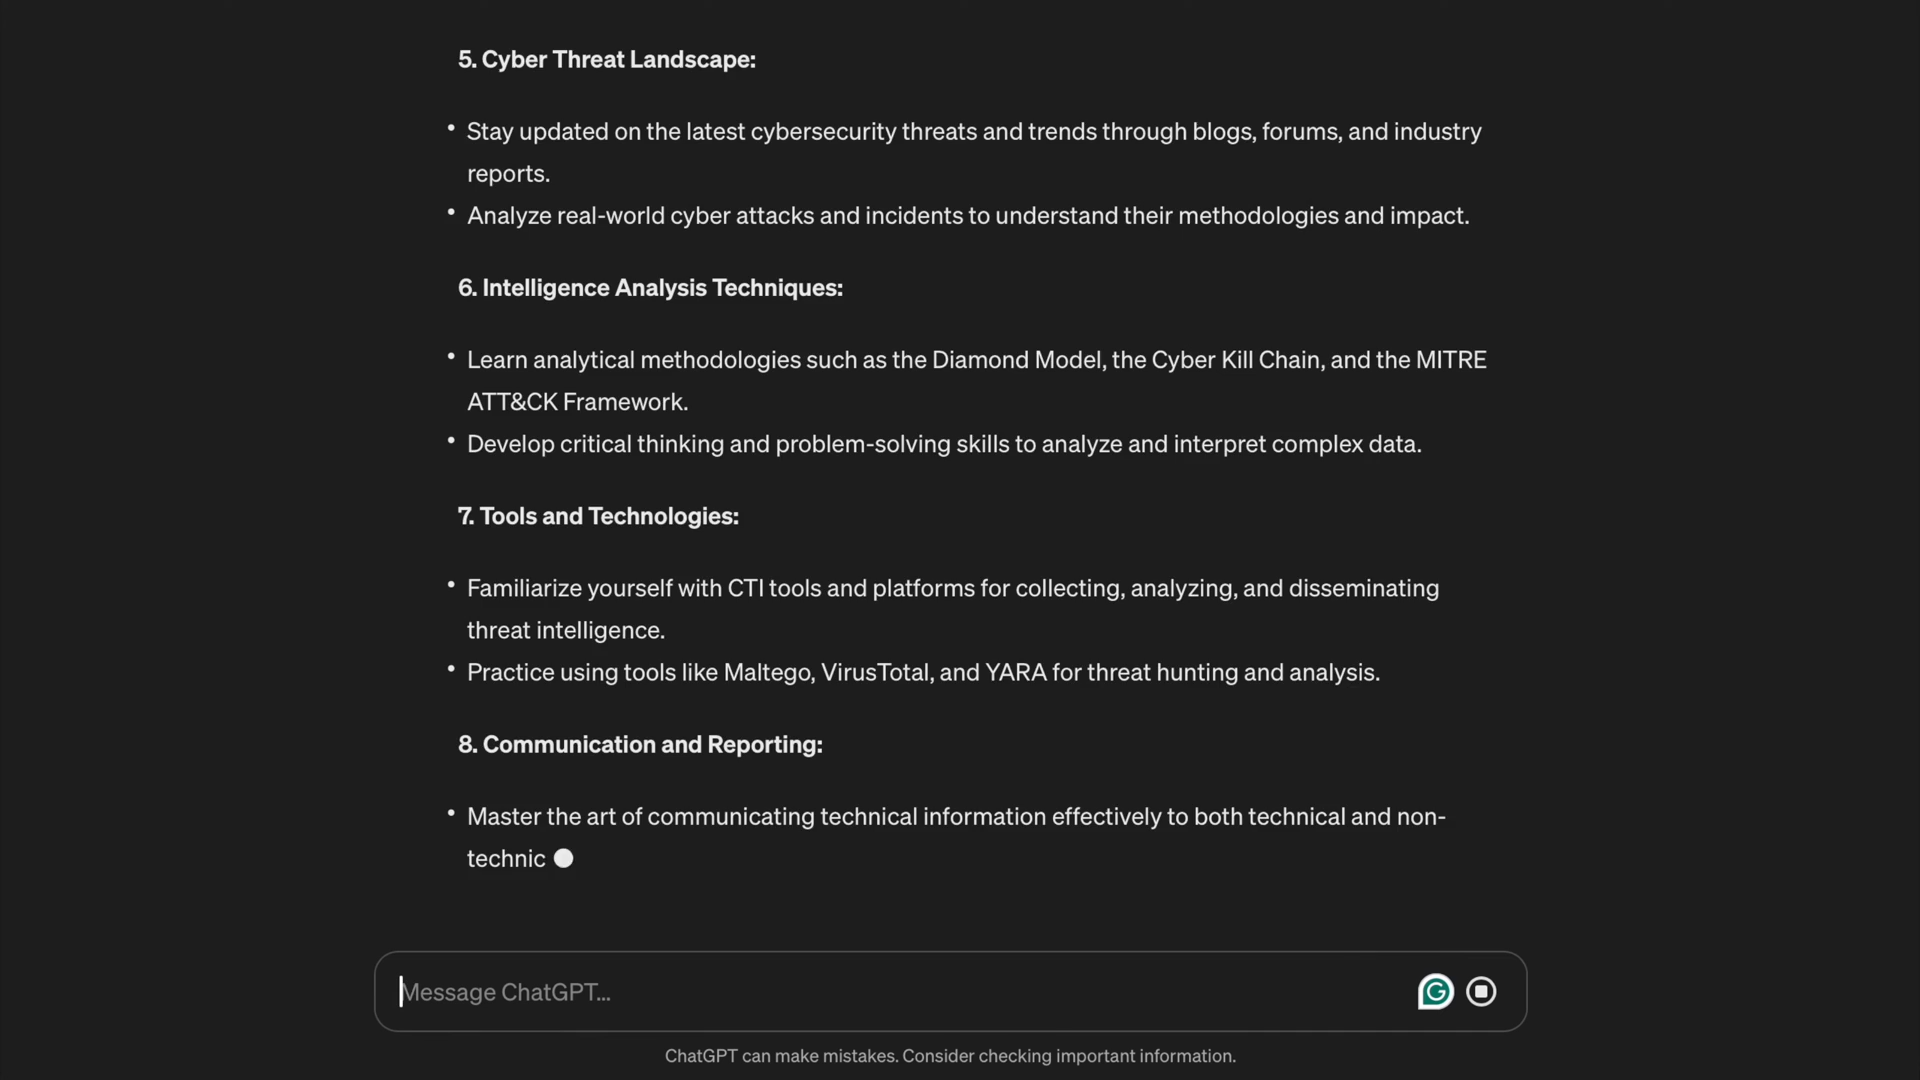 5. Cyber Threat Landscape:
• Stay updated on the latest cybersecurity threats and trends through blogs, forums, and industry
reports.
• Analyze real-world cyber attacks and incidents to understand their methodologies and impact.
6. Intelligence Analysis Techniques:
• Learn analytical methodologies such as the Diamond Model, the Cyber Kill Chain, and the MITRE
ATT&CK Framework.
• Develop critical thinking and problem-solving skills to analyze and interpret complex data.
7. Tools and Technologies:
• Familiarize yourself with CTI tools and platforms for collecting, analyzing, and disseminating
threat intelligence.
• Practice using tools like Maltego, VirusTotal, and YARA for threat hunting and analysis.
8. Communication and Reporting:
• Master the art of communicating technical information effectively to both technical and non-
technic
Message ChatGPT...
ChatGPT can make mistakes. Consider checking important information.